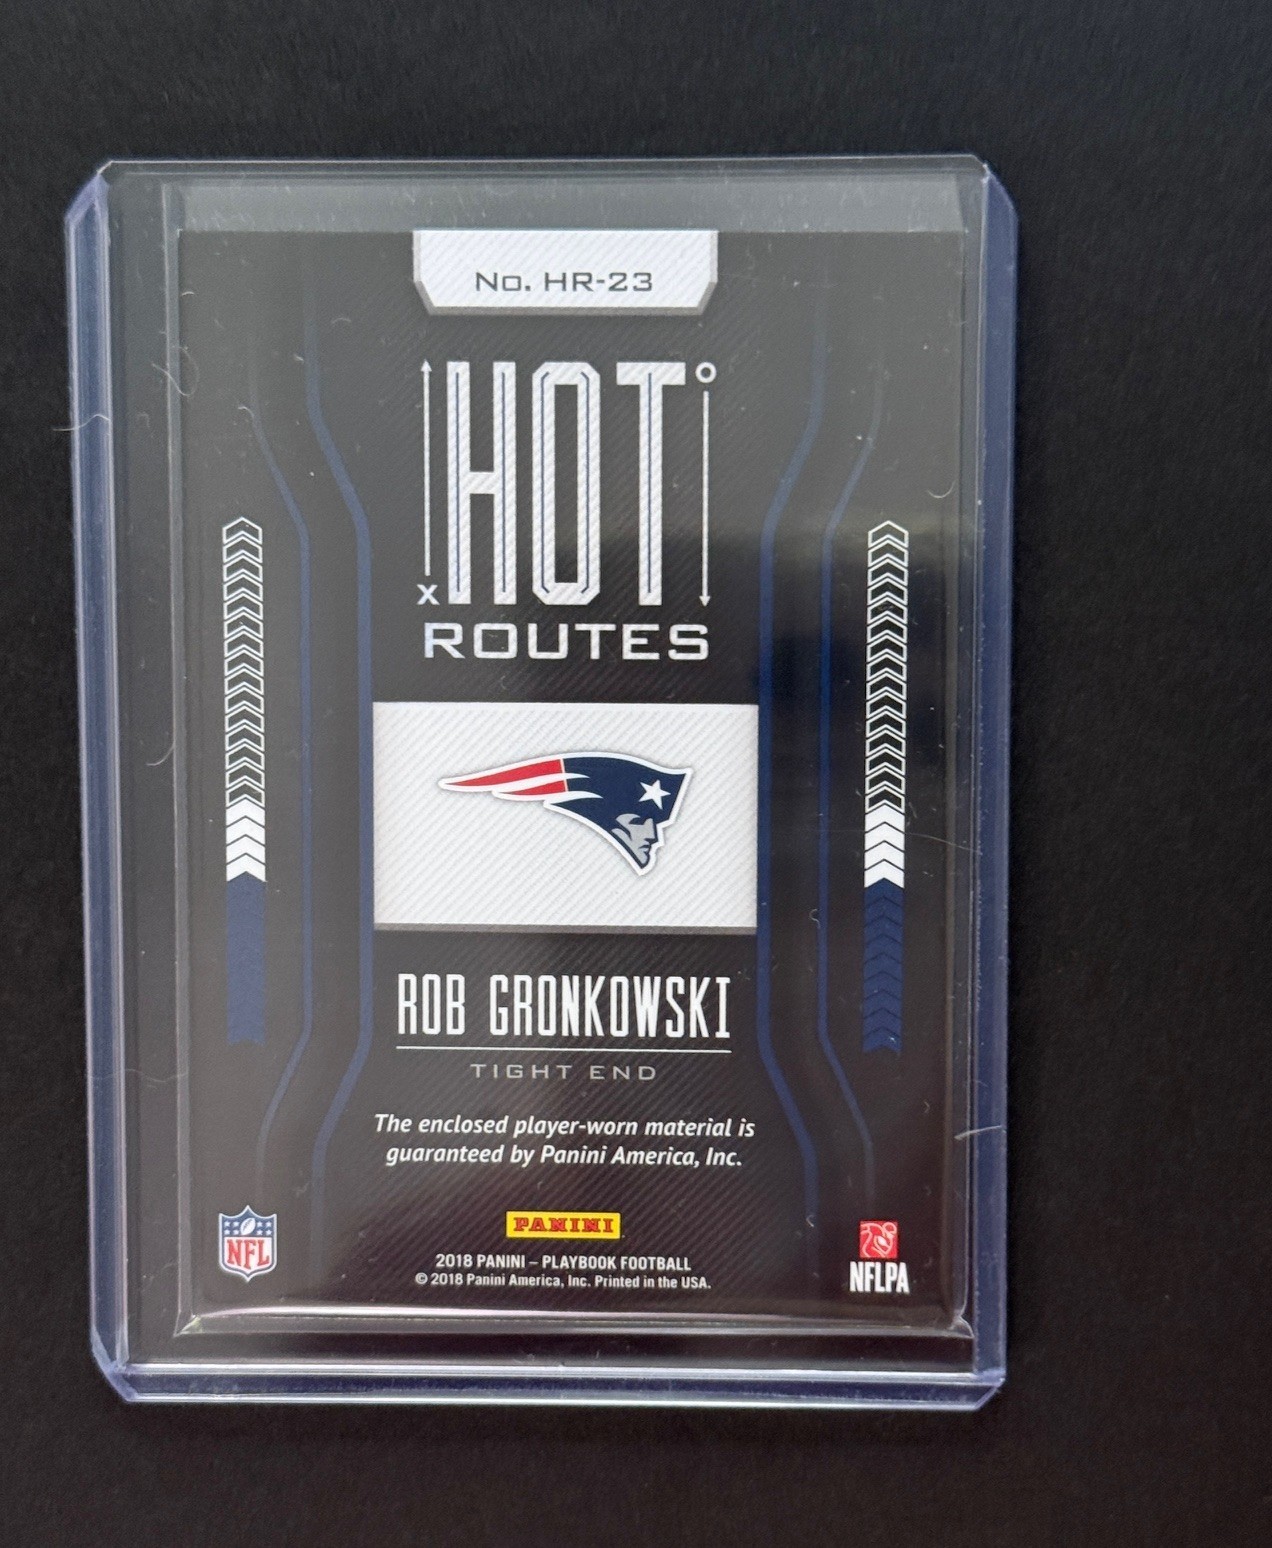 No. HR-23
HOT
X
O
ROUTES
ROB GRONKOWSKI
TIGHT END
The enclosed player-worn material is
guaranteed by Panini America, Inc.
NFL
PANINI
2018 PANINI – PLAYBOOK FOOTBALL
© 2018 Panini America, Inc. Printed in the USA.
NFLPA